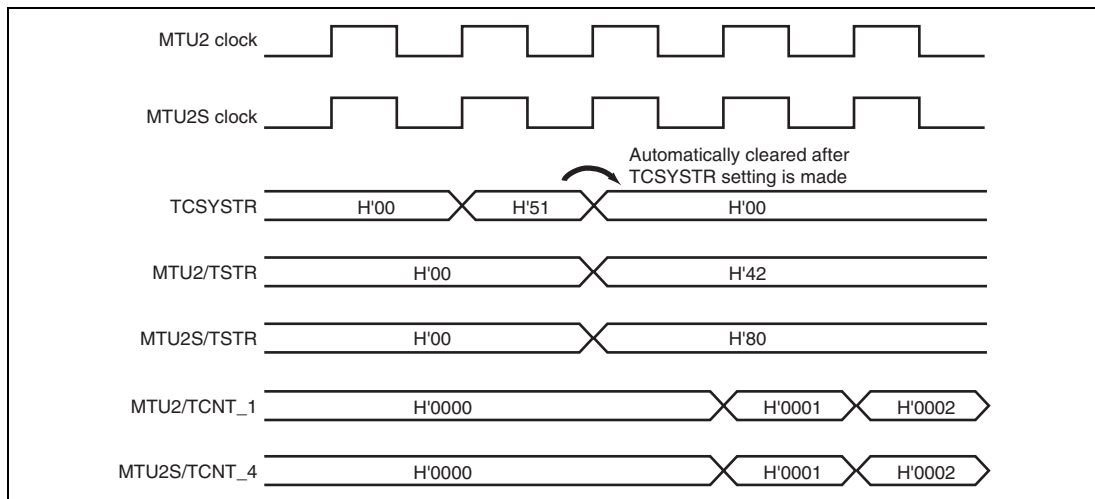 MTU2 clock
MTU2S clock
Automatically cleared after
TCSYSTR setting is made
TCSYSTR H'00 H'51 H'00
MTU2/TSTR H'00 H'42
MTU2S/TSTR H'00 H'80
MTU2/TCNT_1 H'0000 H'0001 H'0002
MTU2S/TCNT_4 H'0000 H'0001 H'0002